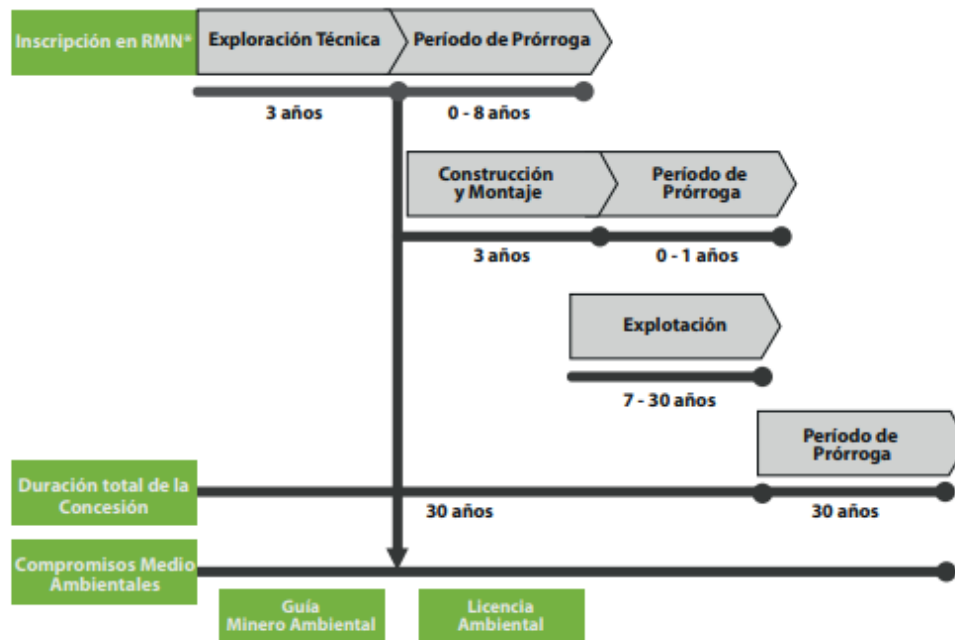 Inscripción en RMN*
Exploración Técnica
Período de Prórroga
3 años
0 - 8 años
Construcción
y Montaje
Período de
Prórroga
3 años
0 - 1 años
Explotación
7 - 30 años
Período de
Prórroga
Duración total de la
Concesión
30 años
30 años
Compromisos Medio
Ambientales
Guía
Minero Ambiental
Licencia
Ambiental